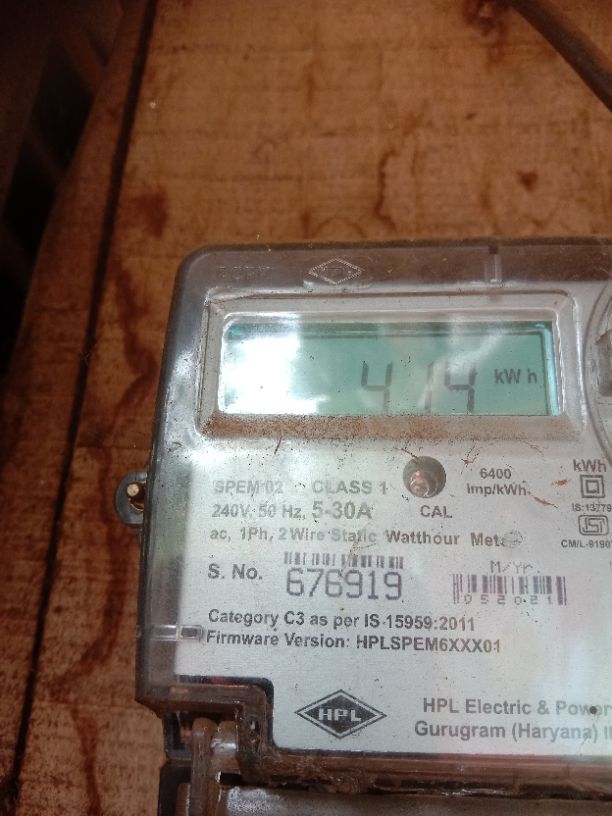 414 kWh
SPEM 02 CLASS 1
6400 imp/kWh
kWh
240V, 50 Hz, 5-30A
CAL
ac, 1Ph, 2 Wire Static Watthour
S. No. 676919
M/Yr.
052021
Category C3 as per IS 15959:2011
Firmware Version: HPLSPEM6XXX01
HPL
HPL Electric & Power
Gurugram (Haryana)